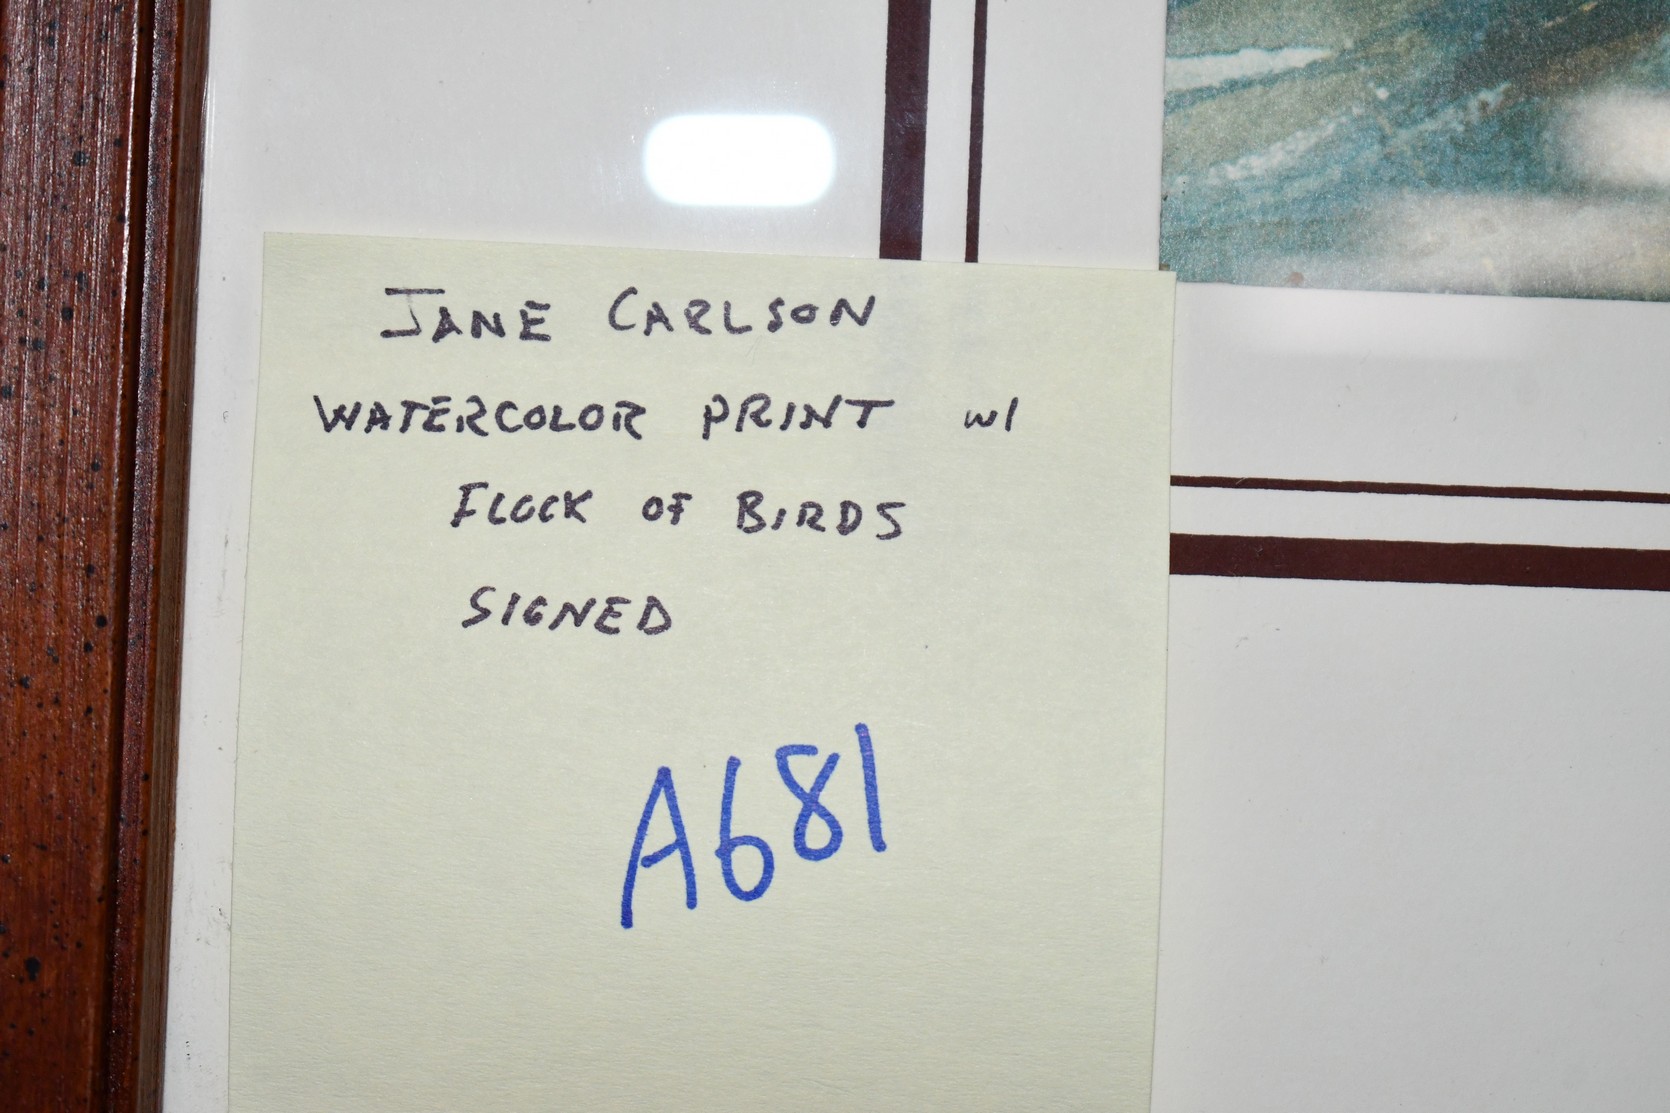 JANE CARLSON
WATERCOLOR PRINT w/
FLOCK OF BIRDS
SIGNED
A681